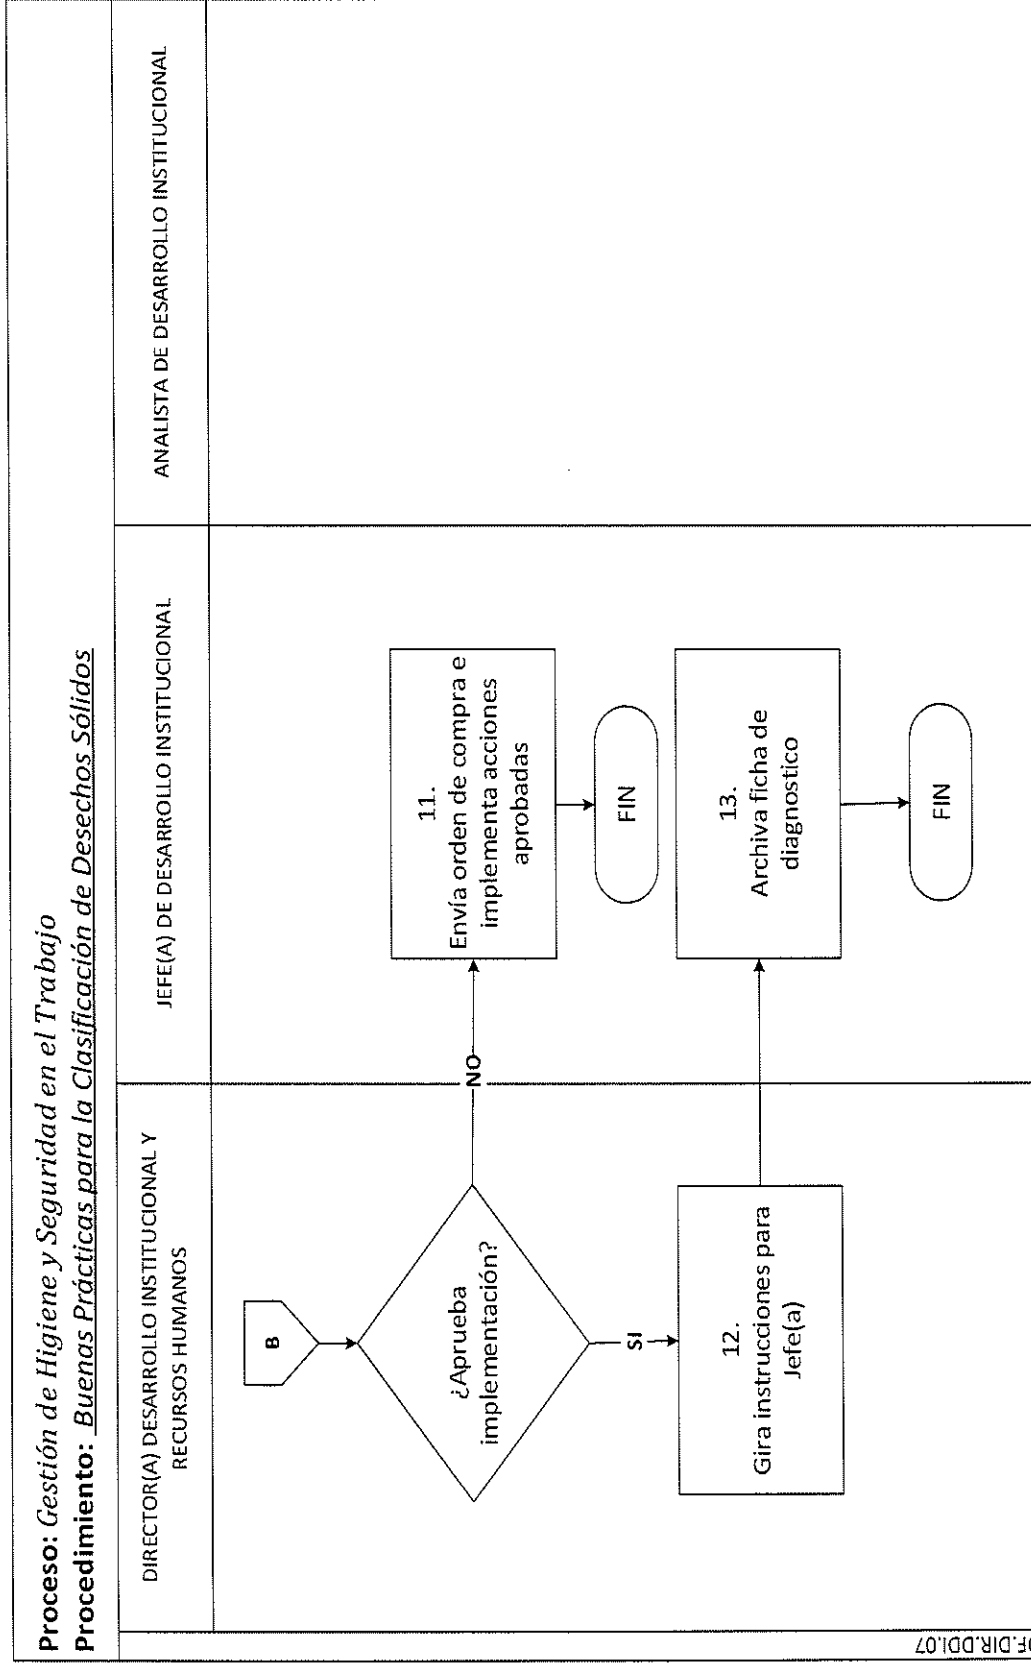 Proceso: Gestión de Higiene y Seguridad en el Trabajo
Procedimiento: Buenas Prácticas para la Clasificación de Desechos Sólidos
DIRECTOR(A) DESARROLLO INSTITUCIONAL Y
RECURSOS HUMANOS
JEFE(A) DE DESARROLLO INSTITUCIONAL
ANALISTA DE DESARROLLO INSTITUCIONAL
B
¿Aprueba
implementación?
NO
11.
Envía orden de compra e
implementa acciones
aprobadas
FIN
SI
12.
Gira instrucciones para
Jefe(a)
13.
Archiva ficha de
diagnostico
FIN
DF.DIR.DDI.07